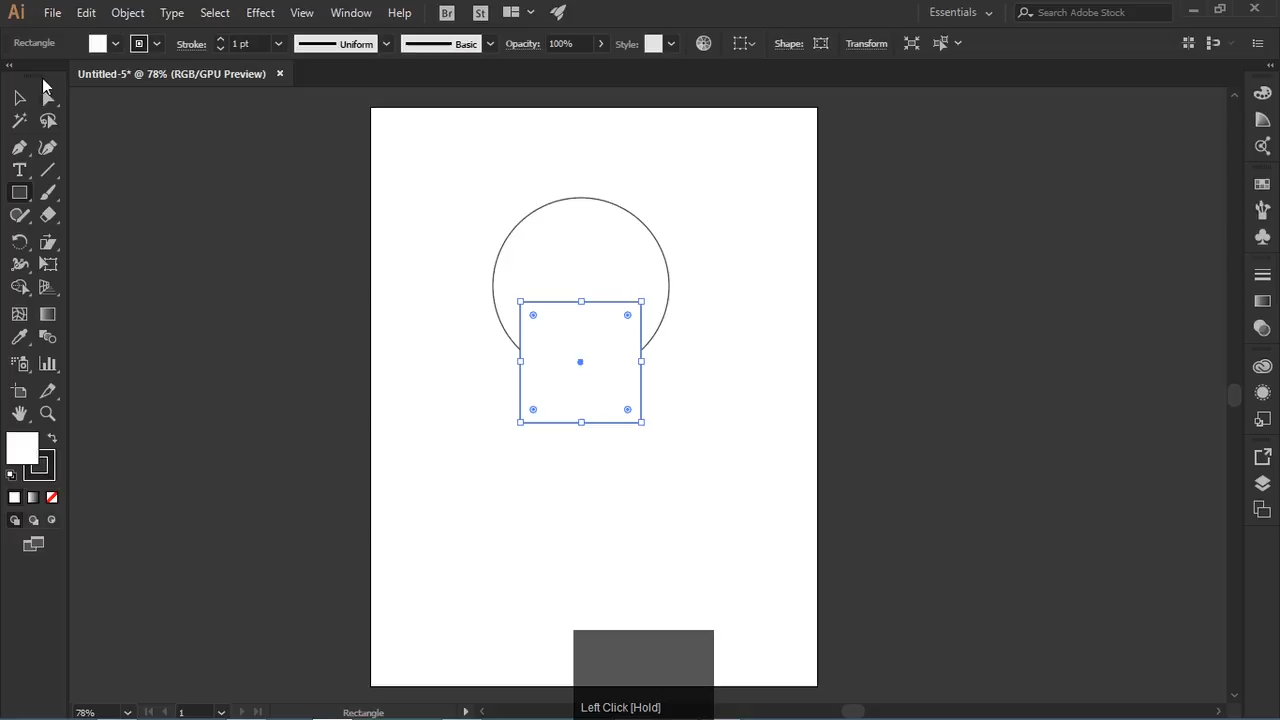 Ai File Edit Object Type Select Effect View Window Help Br St Essentials Search Adobe Stock
Rectangle Stroke: 1 pt Uniform Basic Opacity: 100% Style: Shape: Transform
Untitled-5* @ 78% (RGB/GPU Preview) ×
T
Left Click [Hold]
78% 1 Rectangle